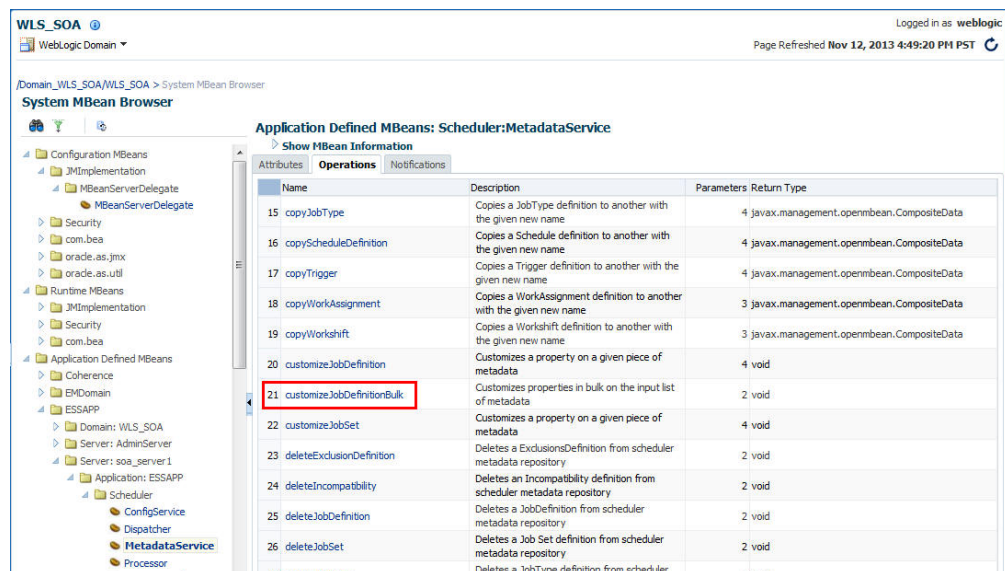 WLS_SOA
Logged in as weblogic
WebLogic Domain
Page Refreshed Nov 12, 2013 4:49:20 PM PST
/Domain_WLS_SOA/WLS_SOA > System MBean Browser
System MBean Browser
Configuration MBeans
JMImplementation
MBeanServerDelegate
MBeanServerDelegate
Security
com.bea
oracle.as.jmx
oracle.as.util
Runtime MBeans
JMImplementation
Security
com.bea
Application Defined MBeans
Coherence
EMDomain
ESSAPP
Domain: WLS_SOA
Server: AdminServer
Server: soa_server1
Application: ESSAPP
Scheduler
ConfigService
Dispatcher
MetadataService
Processor
Application Defined MBeans: Scheduler:MetadataService
Show MBean Information
Attributes Operations Notifications
Name Description Parameters Return Type
15 copyJobType Copies a JobType definition to another with 4 javax.management.openmbean.CompositeData
the given new name
16 copyScheduleDefinition Copies a Schedule definition to another with 4 javax.management.openmbean.CompositeData
the given new name
17 copyTrigger Copies a Trigger definition to another with the 4 javax.management.openmbean.CompositeData
given new name
18 copyWorkAssignment Copies a WorkAssignment definition to another 3 javax.management.openmbean.CompositeData
with the given new name
19 copyWorkshift Copies a Workshift definition to another with 3 javax.management.openmbean.CompositeData
the given new name
20 customizeJobDefinition Customizes a property on a given piece of 4 void
metadata
21 customizeJobDefinitionBulk Customizes properties in bulk on the input list 2 void
of metadata
22 customizeJobSet Customizes a property on a given piece of 4 void
metadata
23 deleteExclusionDefinition Deletes a ExclusionsDefinition from scheduler 2 void
metadata repository
24 deleteIncompatibility Deletes an Incompatibility definition from 2 void
scheduler metadata repository
25 deleteJobDefinition Deletes a JobDefinition from scheduler 2 void
metadata repository
26 deleteJobSet Deletes a Job Set definition from scheduler 2 void
metadata repository
Deletes a JobType definition from scheduler